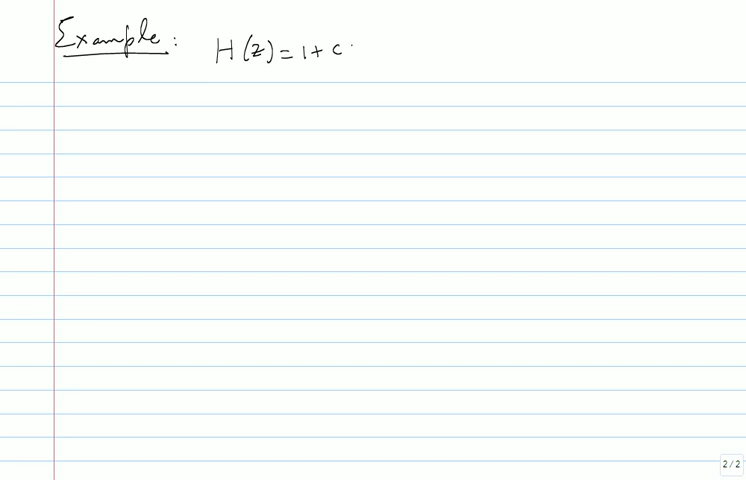 Example: H(z) = 1 + c.
2/2